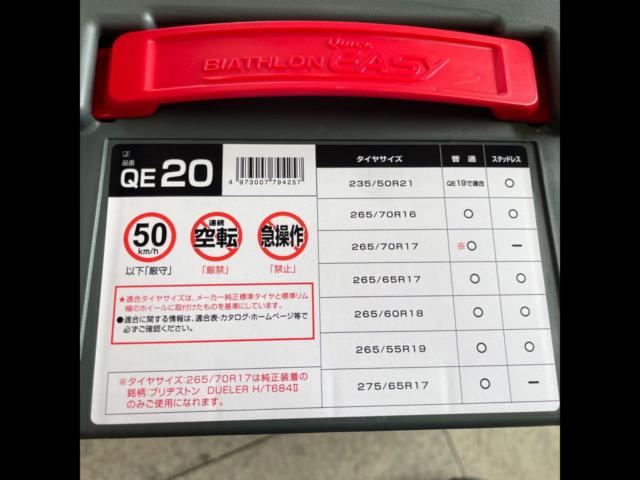 QUICK
BIATHLON EASY
品番
QE20
4 973007 794257
50
km/h
以下「厳守」
連続
空転
「厳禁」
急操作
「禁止」
★適合タイヤサイズは、メーカー純正標準タイヤと標準リム
幅のホイールに取付けたものを基準にしています。
●適合に関する情報は、適合表・カタログ・ホームページ等で
必ずご確認ください。
※タイヤサイズ:265/70R17は純正装着の
銘柄:ブリヂストン DUELER H/T684Ⅱ
のみご使用になれます。
タイヤサイズ 普通 スタッドレス
235/50R21 QE19で適合 ○
265/70R16 ○ ○
265/70R17 ※○ ー
265/65R17 ○ ○
265/60R18 ○ ○
265/55R19 ○ ○
275/65R17 ○ ー